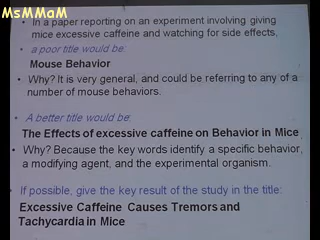 MsMMaM
• In a paper reporting on an experiment involving giving
mice excessive caffeine and watching for side effects,
• a poor title would be:
Mouse Behavior
• Why? It is very general, and could be referring to any of a
number of mouse behaviors.
• A better title would be:
The Effects of excessive caffeine on Behavior in Mice
• Why? Because the key words identify a specific behavior,
a modifying agent, and the experimental organism.
• If possible, give the key result of the study in the title:
Excessive Caffeine Causes Tremors and
Tachycardia in Mice